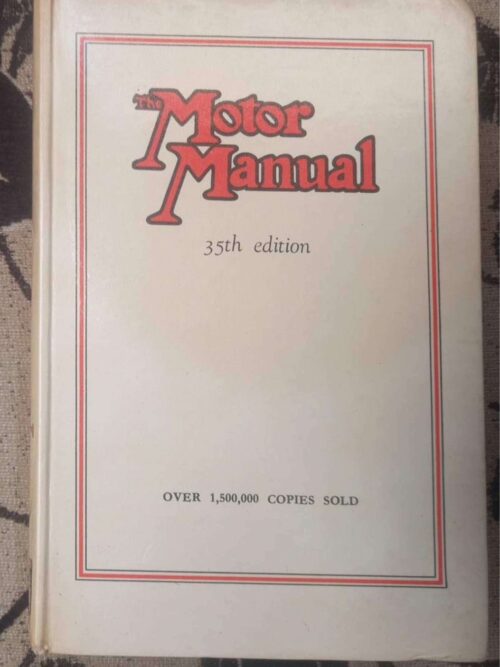 The Motor
Manual
35th edition
OVER 1,500,000 COPIES SOLD